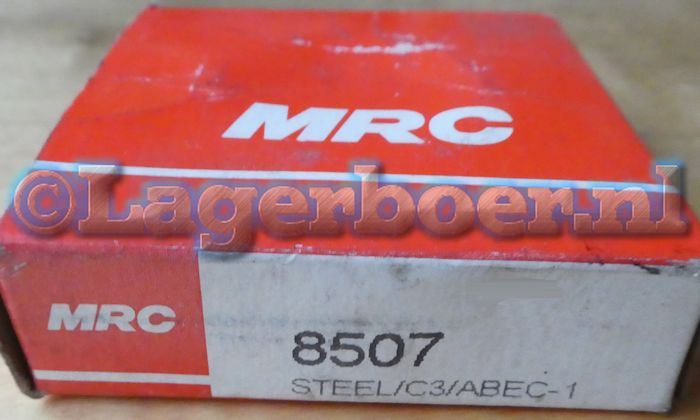 MRC
©Lagerboer.nl
MRC
8507
STEEL/C3/ABEC-1